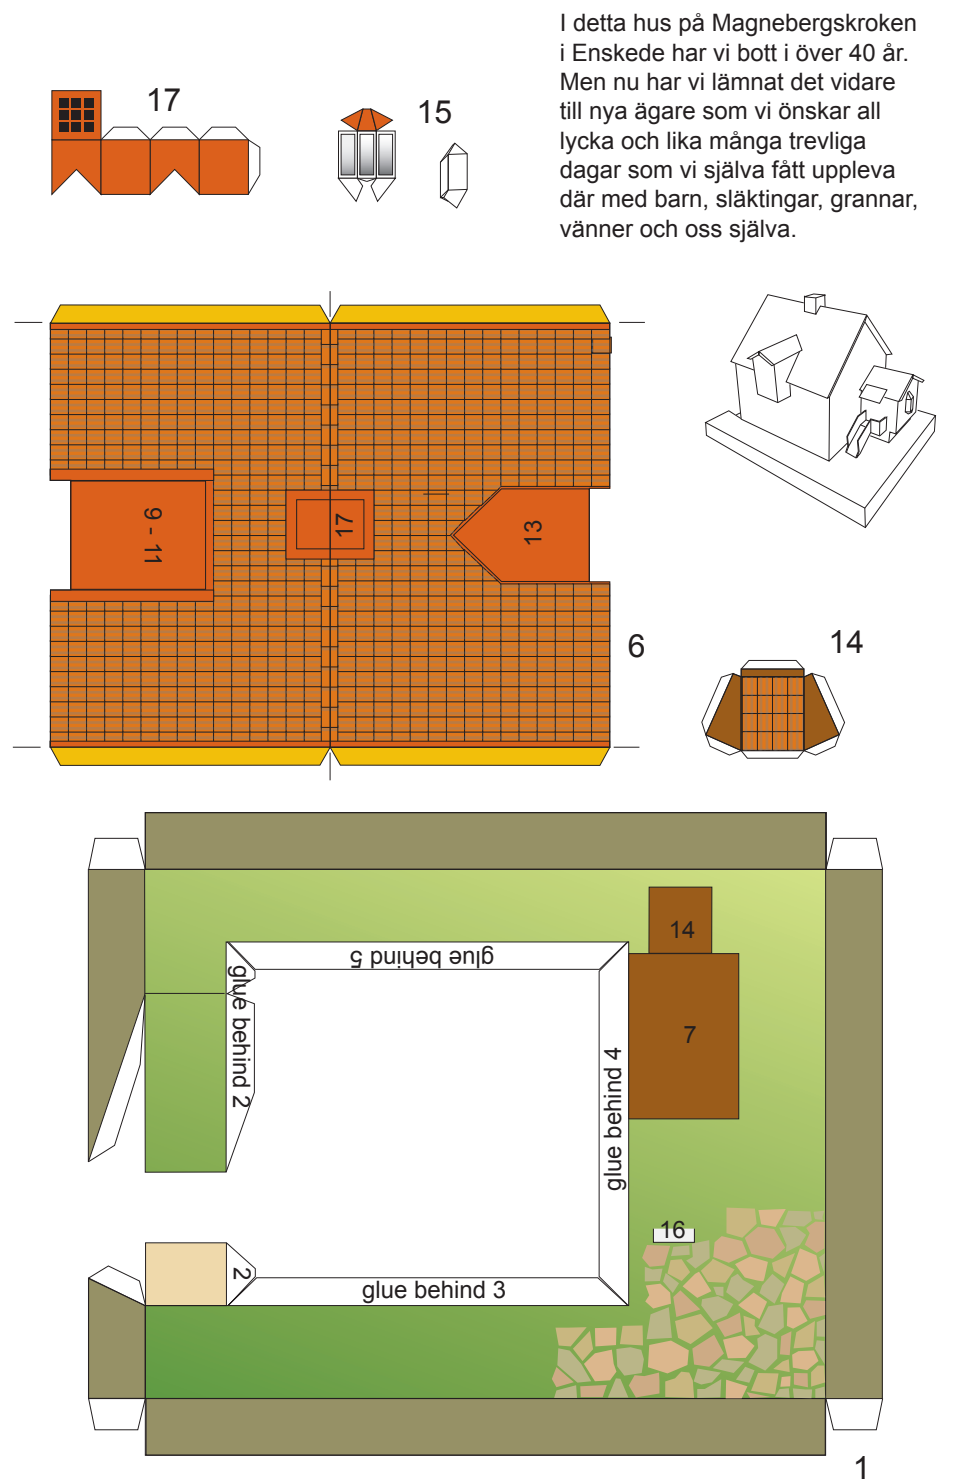 I detta hus på Magnebergskroken
i Enskede har vi bott i över 40 år.
Men nu har vi lämnat det vidare
till nya ägare som vi önskar all
lycka och lika många trevliga
dagar som vi själva fått uppleva
där med barn, släktingar, grannar,
vänner och oss själva.
17
15
9 - 11
17
13
6
14
glue behind 5
glue behind 2
14
7
glue behind 4
16
2
glue behind 3
1